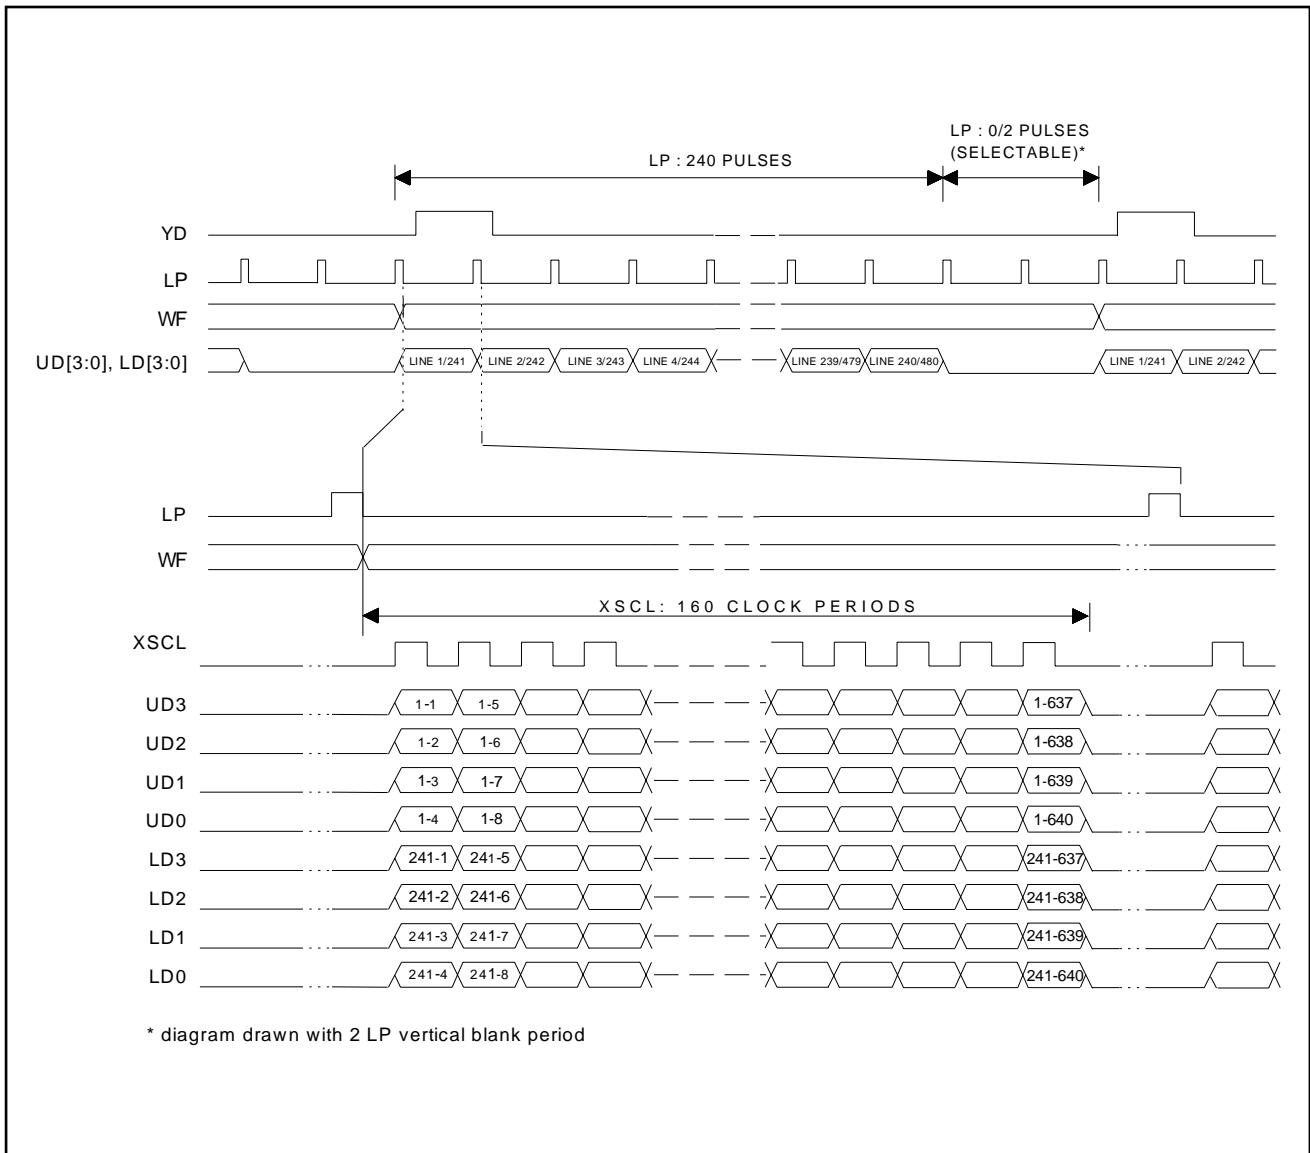 LP : 0/2 PULSES
(SELECTABLE)*
LP : 240 PULSES
YD
LP
WF
UD[3:0], LD[3:0] LINE 1/241 LINE 2/242 LINE 3/243 LINE 4/244 LINE 239/479 LINE 240/480 LINE 1/241 LINE 2/242
LP
WF
XSCL: 160 CLOCK PERIODS
XSCL
UD3 1-1 1-5 1-637
UD2 1-2 1-6 1-638
UD1 1-3 1-7 1-639
UD0 1-4 1-8 1-640
LD3 241-1 241-5 241-637
LD2 241-2 241-6 241-638
LD1 241-3 241-7 241-639
LD0 241-4 241-8 241-640
* diagram drawn with 2 LP vertical blank period